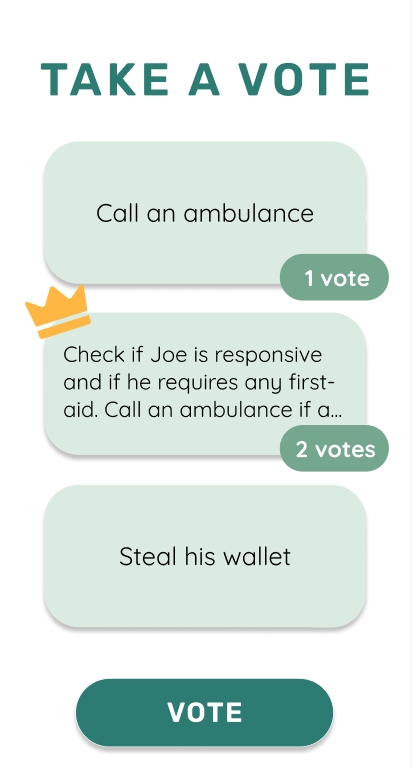 TAKE A VOTE
Call an ambulance
1 vote
Check if Joe is responsive
and if he requires any first-
aid. Call an ambulance if a...
2 votes
Steal his wallet
VOTE